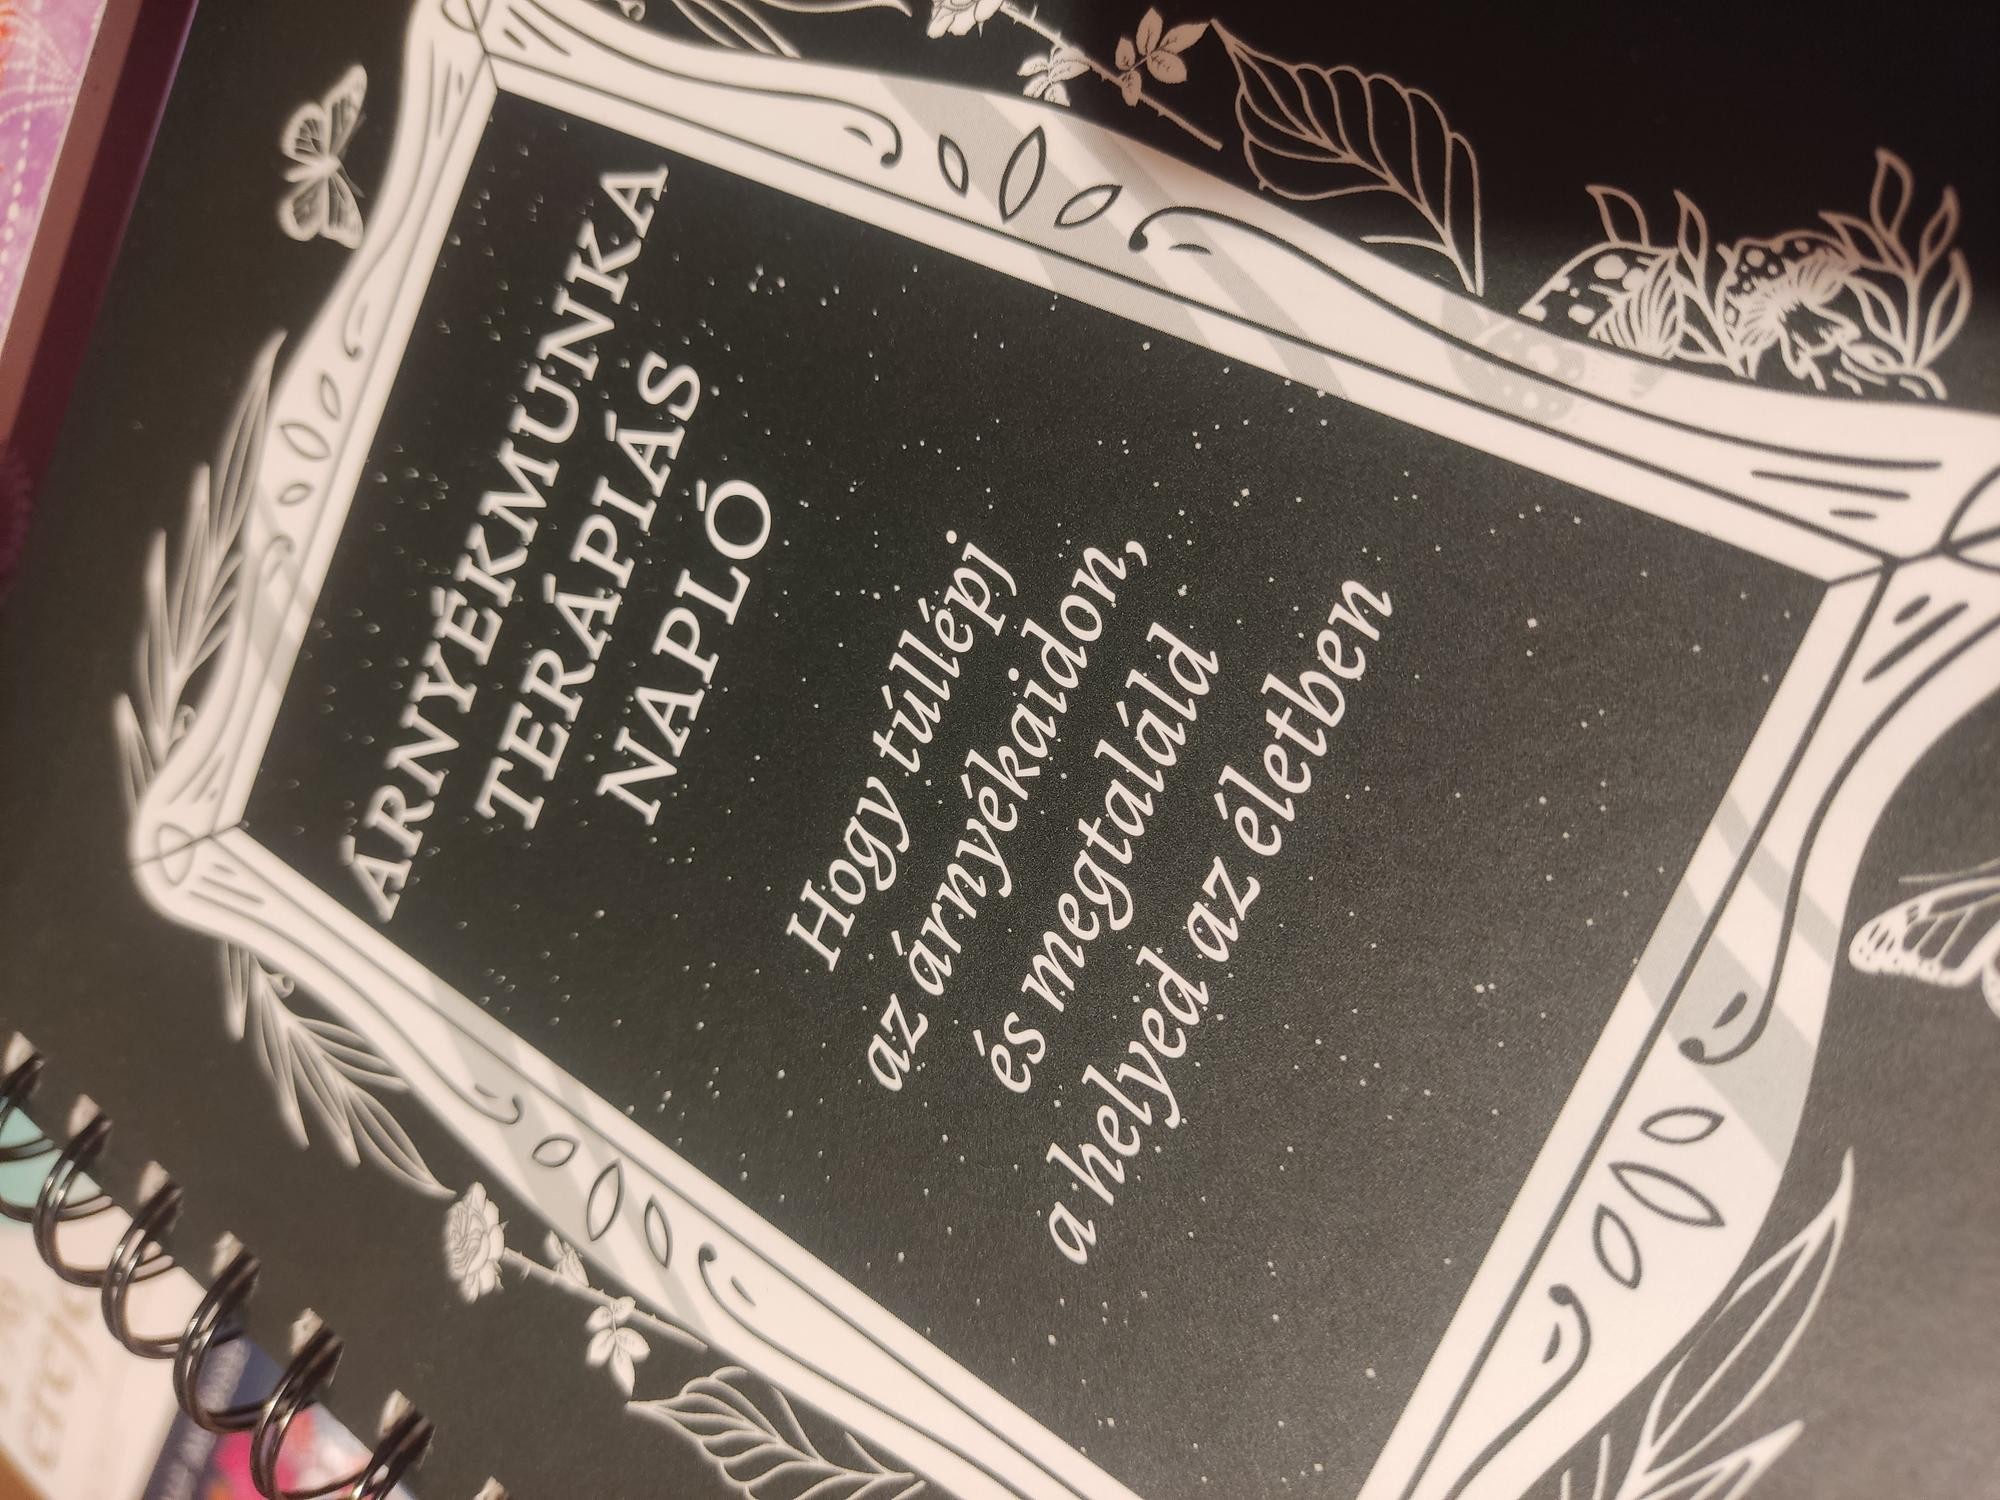 ÁRNYÉKMUNKA
TERÁPIÁS
NAPLÓ
Hogy túllépj
az árnyékaidon,
és megtaláld
a helyed az életben